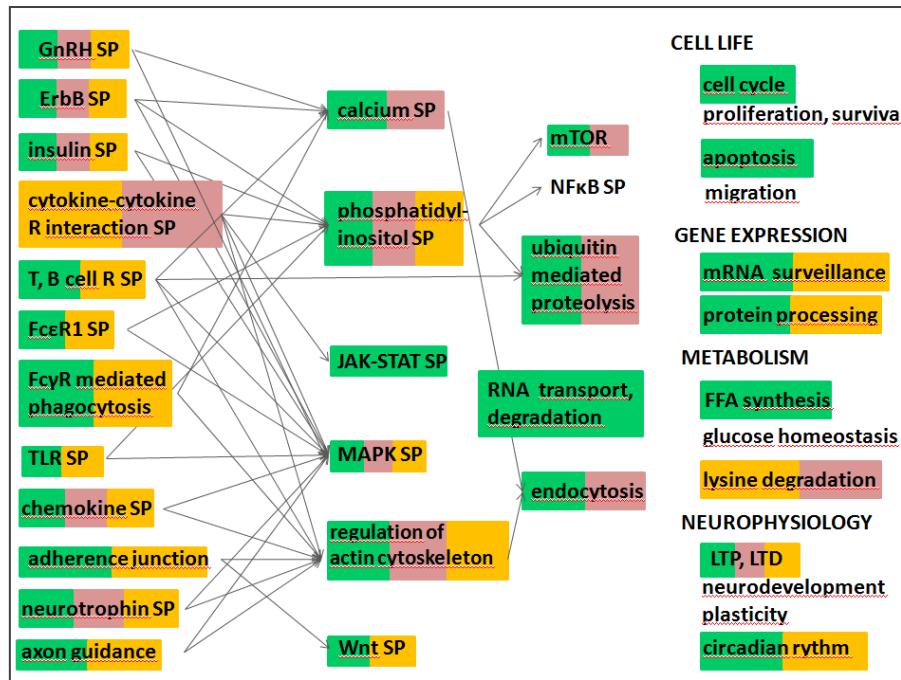 GnRH SP
ErbB SP
insulin SP
cytokine-cytokine
R interaction SP
T, B cell R SP
FcεR1 SP
FcγR mediated
phagocytosis
TLR SP
chemokine SP
adherence junction
neurotrophin SP
axon guidance
calcium SP
phosphatidyl-
inositol SP
JAK-STAT SP
MAPK SP
regulation of
actin cytoskeleton
Wnt SP
mTOR
NFκB SP
ubiquitin
mediated
proteolysis
RNA transport,
degradation
endocytosis
CELL LIFE
cell cycle
proliferation, surviva
apoptosis
migration
GENE EXPRESSION
mRNA surveillance
protein processing
METABOLISM
FFA synthesis
glucose homeostasis
lysine degradation
NEUROPHYSIOLOGY
LTP, LTD
neurodevelopment
plasticity
circadian rythm